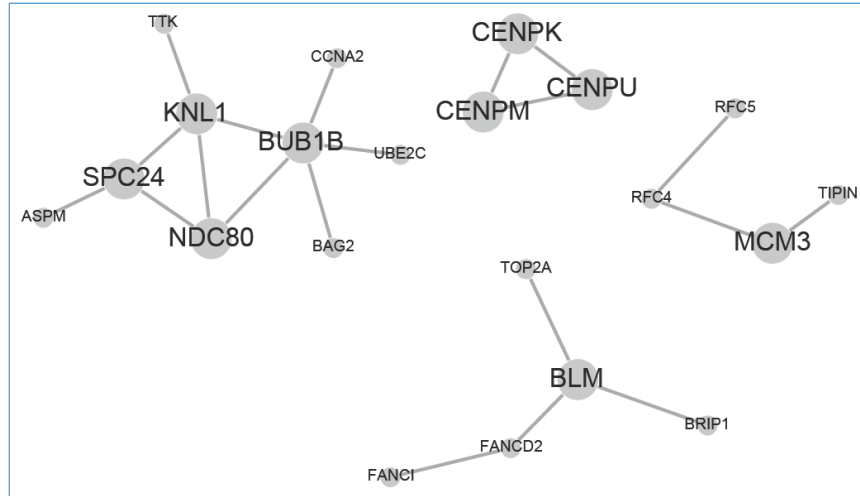 TTK
CENPK
CCNA2
CENPU
KNL1
CENPM
RFC5
BUB1B
UBE2C
SPC24
RFC4
TIPIN
ASPM
NDC80
BAG2
MCM3
TOP2A
BLM
BRIP1
FANCD2
FANCI